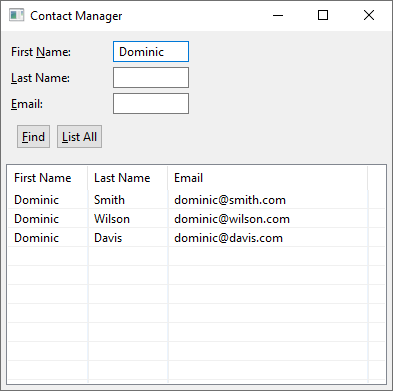 Contact Manager
First Name: Dominic
Last Name:
Email:
Find List All
First Name Last Name Email
Dominic Smith dominic@smith.com
Dominic Wilson dominic@wilson.com
Dominic Davis dominic@davis.com